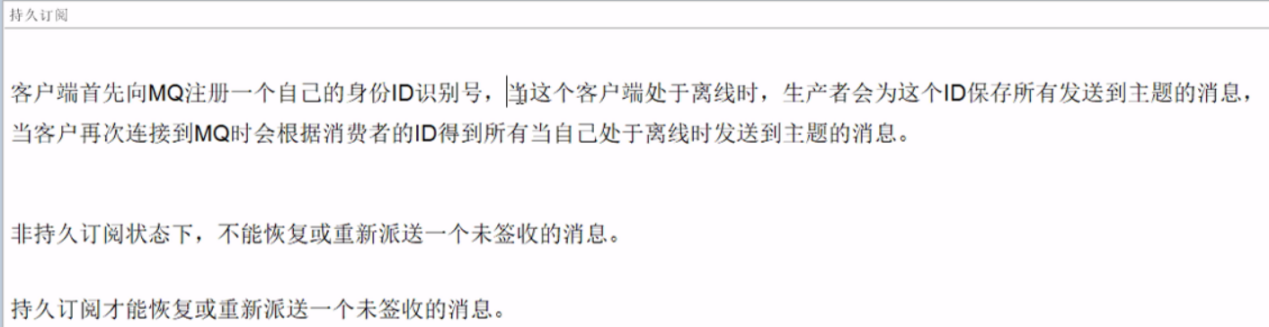 持久订阅
客户端首先向MQ注册一个自己的身份ID识别号，当这个客户端处于离线时，生产者会为这个ID保存所有发送到主题的消息，
当客户再次连接到MQ时会根据消费者的ID得到所有当自己处于离线时发送到主题的消息。
非持久订阅状态下，不能恢复或重新派送一个未签收的消息。
持久订阅才能恢复或重新派送一个未签收的消息。